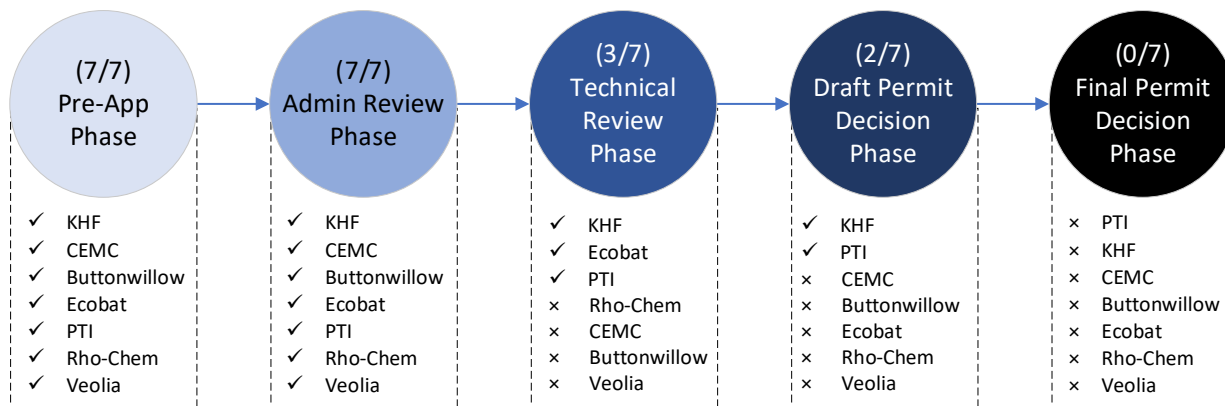 (7/7)
Pre-App
Phase
(7/7)
Admin Review
Phase
(3/7)
Technical
Review
Phase
(2/7)
Draft Permit
Decision
Phase
(0/7)
Final Permit
Decision
Phase
✓ KHF
✓ CEMC
✓ Buttonwillow
✓ Ecobat
✓ PTI
✓ Rho-Chem
✓ Veolia
✓ KHF
✓ CEMC
✓ Buttonwillow
✓ Ecobat
✓ PTI
✓ Rho-Chem
✓ Veolia
✓ KHF
✓ Ecobat
✓ PTI
× Rho-Chem
× CEMC
× Buttonwillow
× Veolia
✓ KHF
✓ PTI
× CEMC
× Buttonwillow
× Ecobat
× Rho-Chem
× Veolia
× PTI
× KHF
× CEMC
× Buttonwillow
× Ecobat
× Rho-Chem
× Veolia